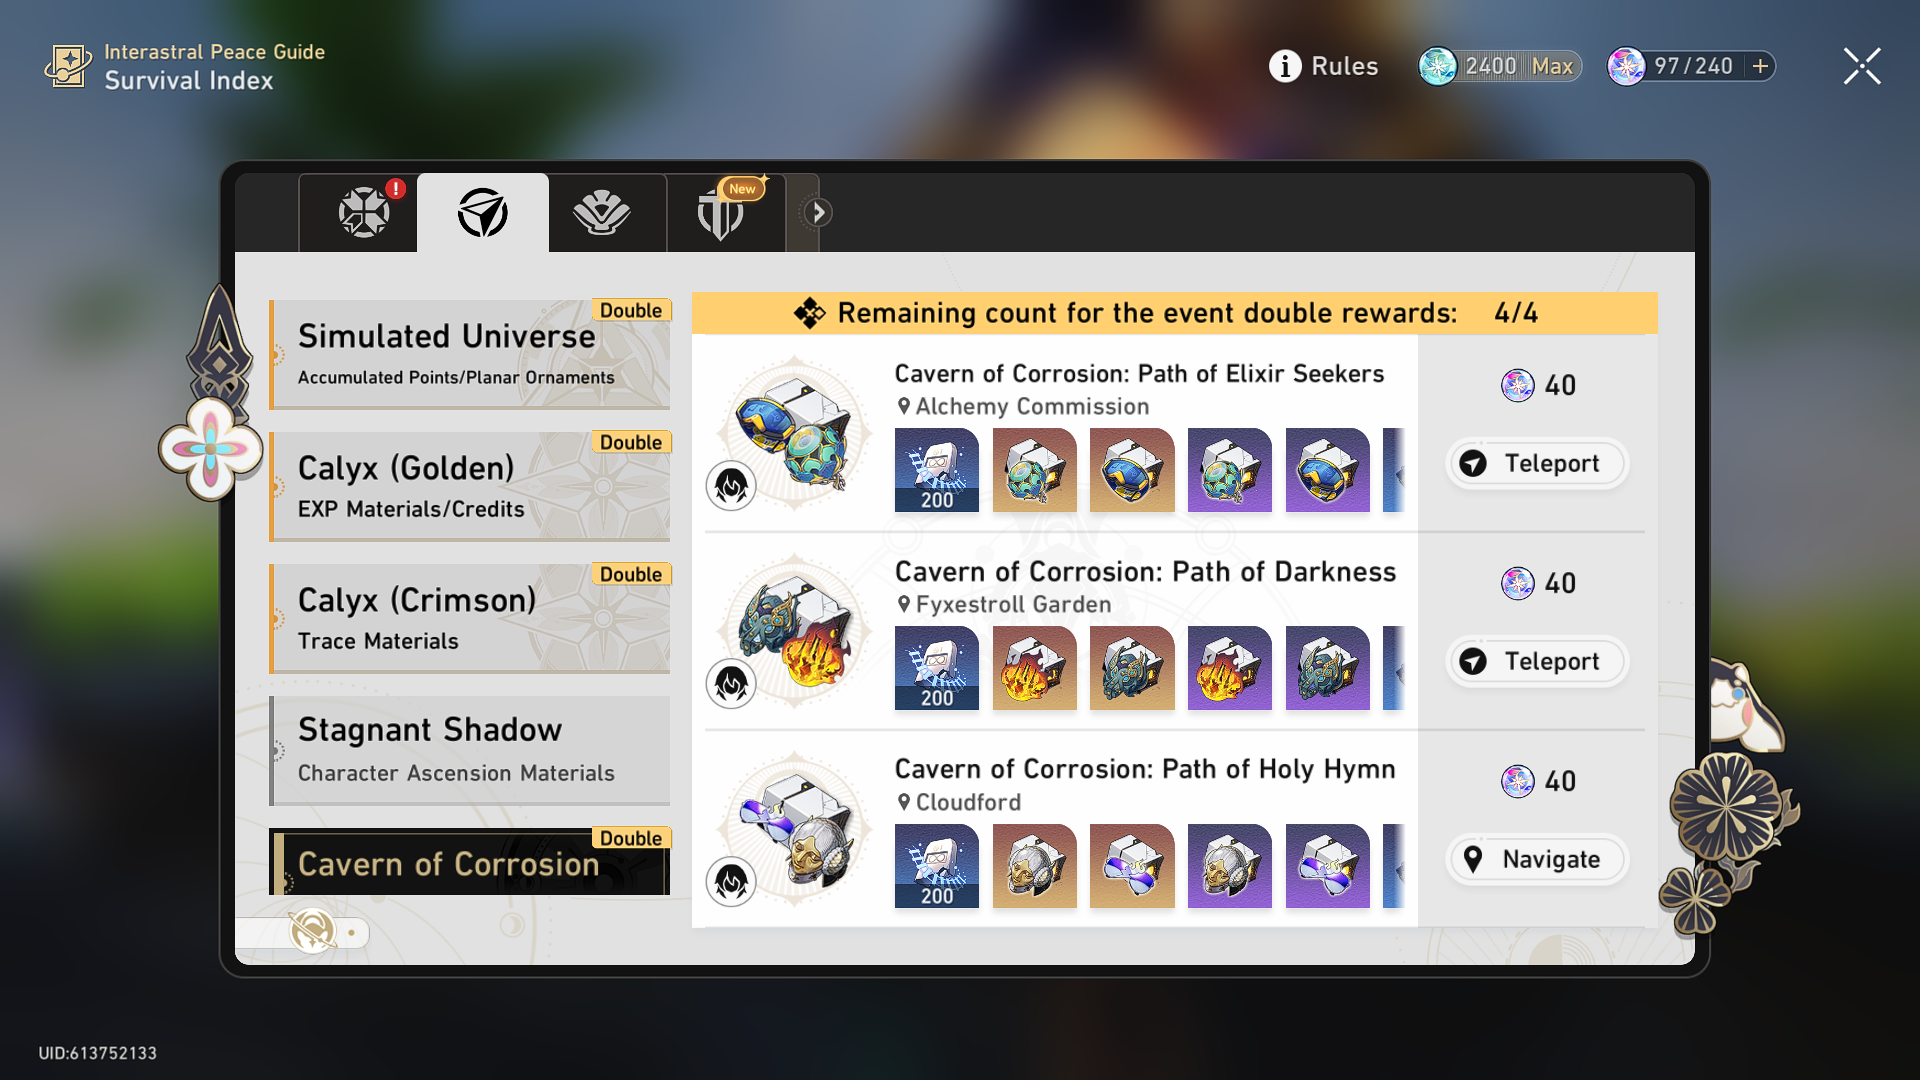 Interastral Peace Guide
Survival Index
Rules
2400 Max
97/240
New
Double
Simulated Universe
Accumulated Points/Planar Ornaments
Double
Calyx (Golden)
EXP Materials/Credits
Double
Calyx (Crimson)
Trace Materials
Stagnant Shadow
Character Ascension Materials
Double
Cavern of Corrosion
Remaining count for the event double rewards: 4/4
Cavern of Corrosion: Path of Elixir Seekers
Alchemy Commission
200
40
Teleport
Cavern of Corrosion: Path of Darkness
Fyxestroll Garden
200
40
Teleport
Cavern of Corrosion: Path of Holy Hymn
Cloudford
200
40
Navigate
UID:613752133